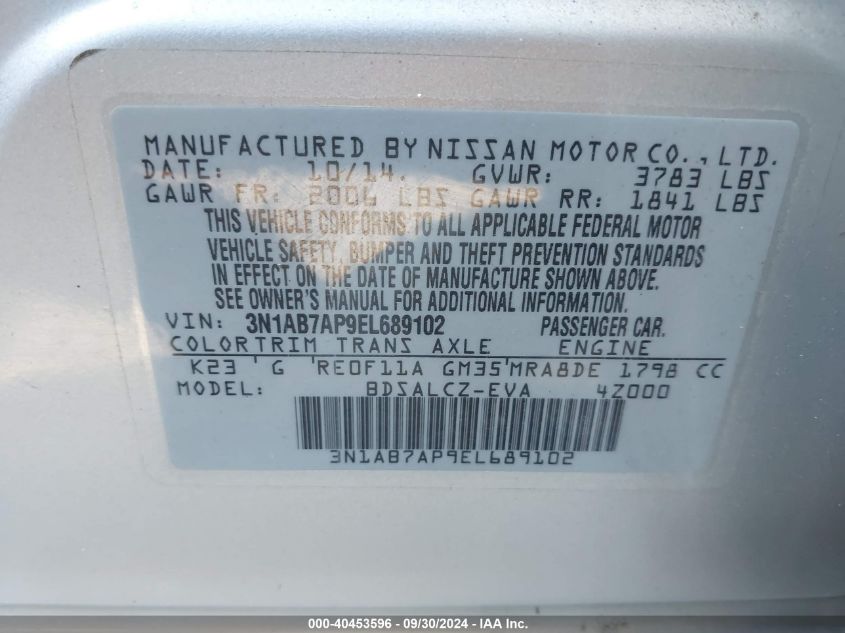 MANUFACTURED BY NISSAN MOTOR CO., LTD.
DATE: 10/14. GVWR: 3783 LBS
GAWR FR: 2006 LBS GAWR RR: 1841 LBS
THIS VEHICLE CONFORMS TO ALL APPLICABLE FEDERAL MOTOR
VEHICLE SAFETY, BUMPER AND THEFT PREVENTION STANDARDS
IN EFFECT ON THE DATE OF MANUFACTURE SHOWN ABOVE.
SEE OWNER'S MANUAL FOR ADDITIONAL INFORMATION.
VIN: 3N1AB7AP9EL689102 PASSENGER CAR.
COLORTRIM TRANS AXLE ENGINE
K23 'G 'RE0F11A GM35'MRA8DE 1798 CC
MODEL: BDSALCZ-EVA 4Z000
3N1AB7AP9EL689102
000-40453596 - 09/30/2024 - IAA Inc.